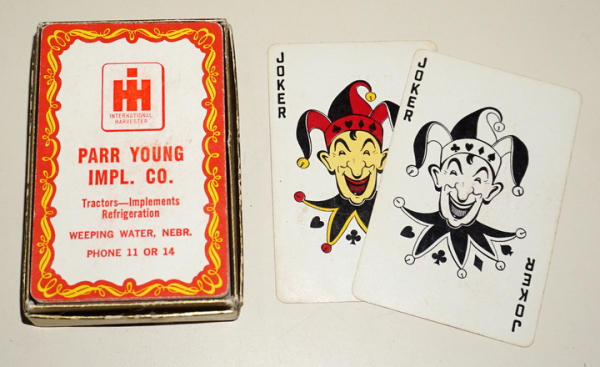 IH
INTERNATIONAL
HARVESTER
PARR YOUNG
IMPL. CO.
Tractors—Implements
Refrigeration
WEEPING WATER, NEBR.
PHONE 11 OR 14
JOKER
JOKER
JOKER